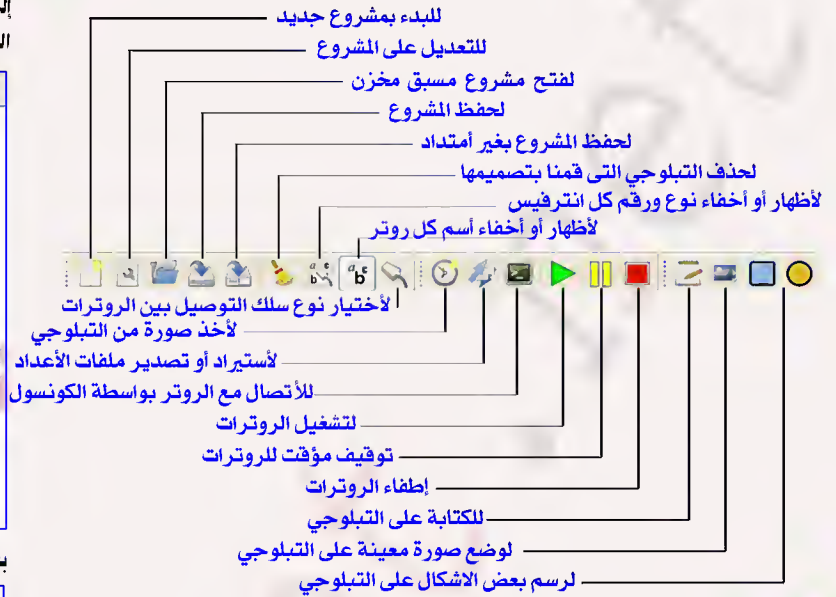 للبدء بمشروع جديد
للتعديل على المشروع
لفتح مشروع مسبق مخزن
لحفظ المشروع
لحفظ المشروع بغير أمتداد
لحذف التبلوجي التى قمنا بتصميمها
لأظهار أو أخفاء نوع ورقم كل انترفيس
لأظهار أو أخفاء أسم كل روتر
لأختيار نوع سلك التوصيل بين الروترات
لأخذ صورة من التبلوجي
لأستيراد أو تصدير ملفات الأعداد
للأتصال مع الروتر بواسطة الكونسول
لتشغيل الروترات
توقيف مؤقت للروترات
إطفاء الروترات
للكتابة على التبلوجي
لوضع صورة معينة على التبلوجي
لرسم بعض الاشكال على التبلوجي